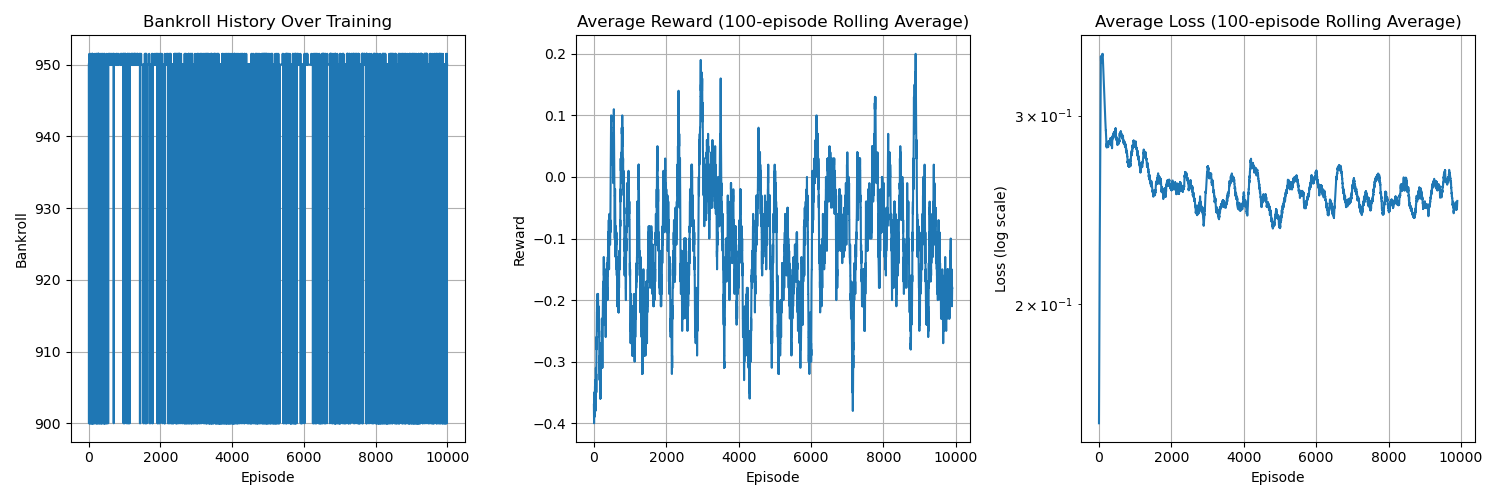 Bankroll History Over Training
950
940
930
920
910
900
Bankroll
0
2000
4000
6000
8000
10000
Episode
Average Reward (100-episode Rolling Average)
0.2
0.1
0.0
−0.1
−0.2
−0.3
−0.4
Reward
0
2000
4000
6000
8000
10000
Episode
Average Loss (100-episode Rolling Average)
3 × 10⁻¹
2 × 10⁻¹
Loss (log scale)
0
2000
4000
6000
8000
10000
Episode